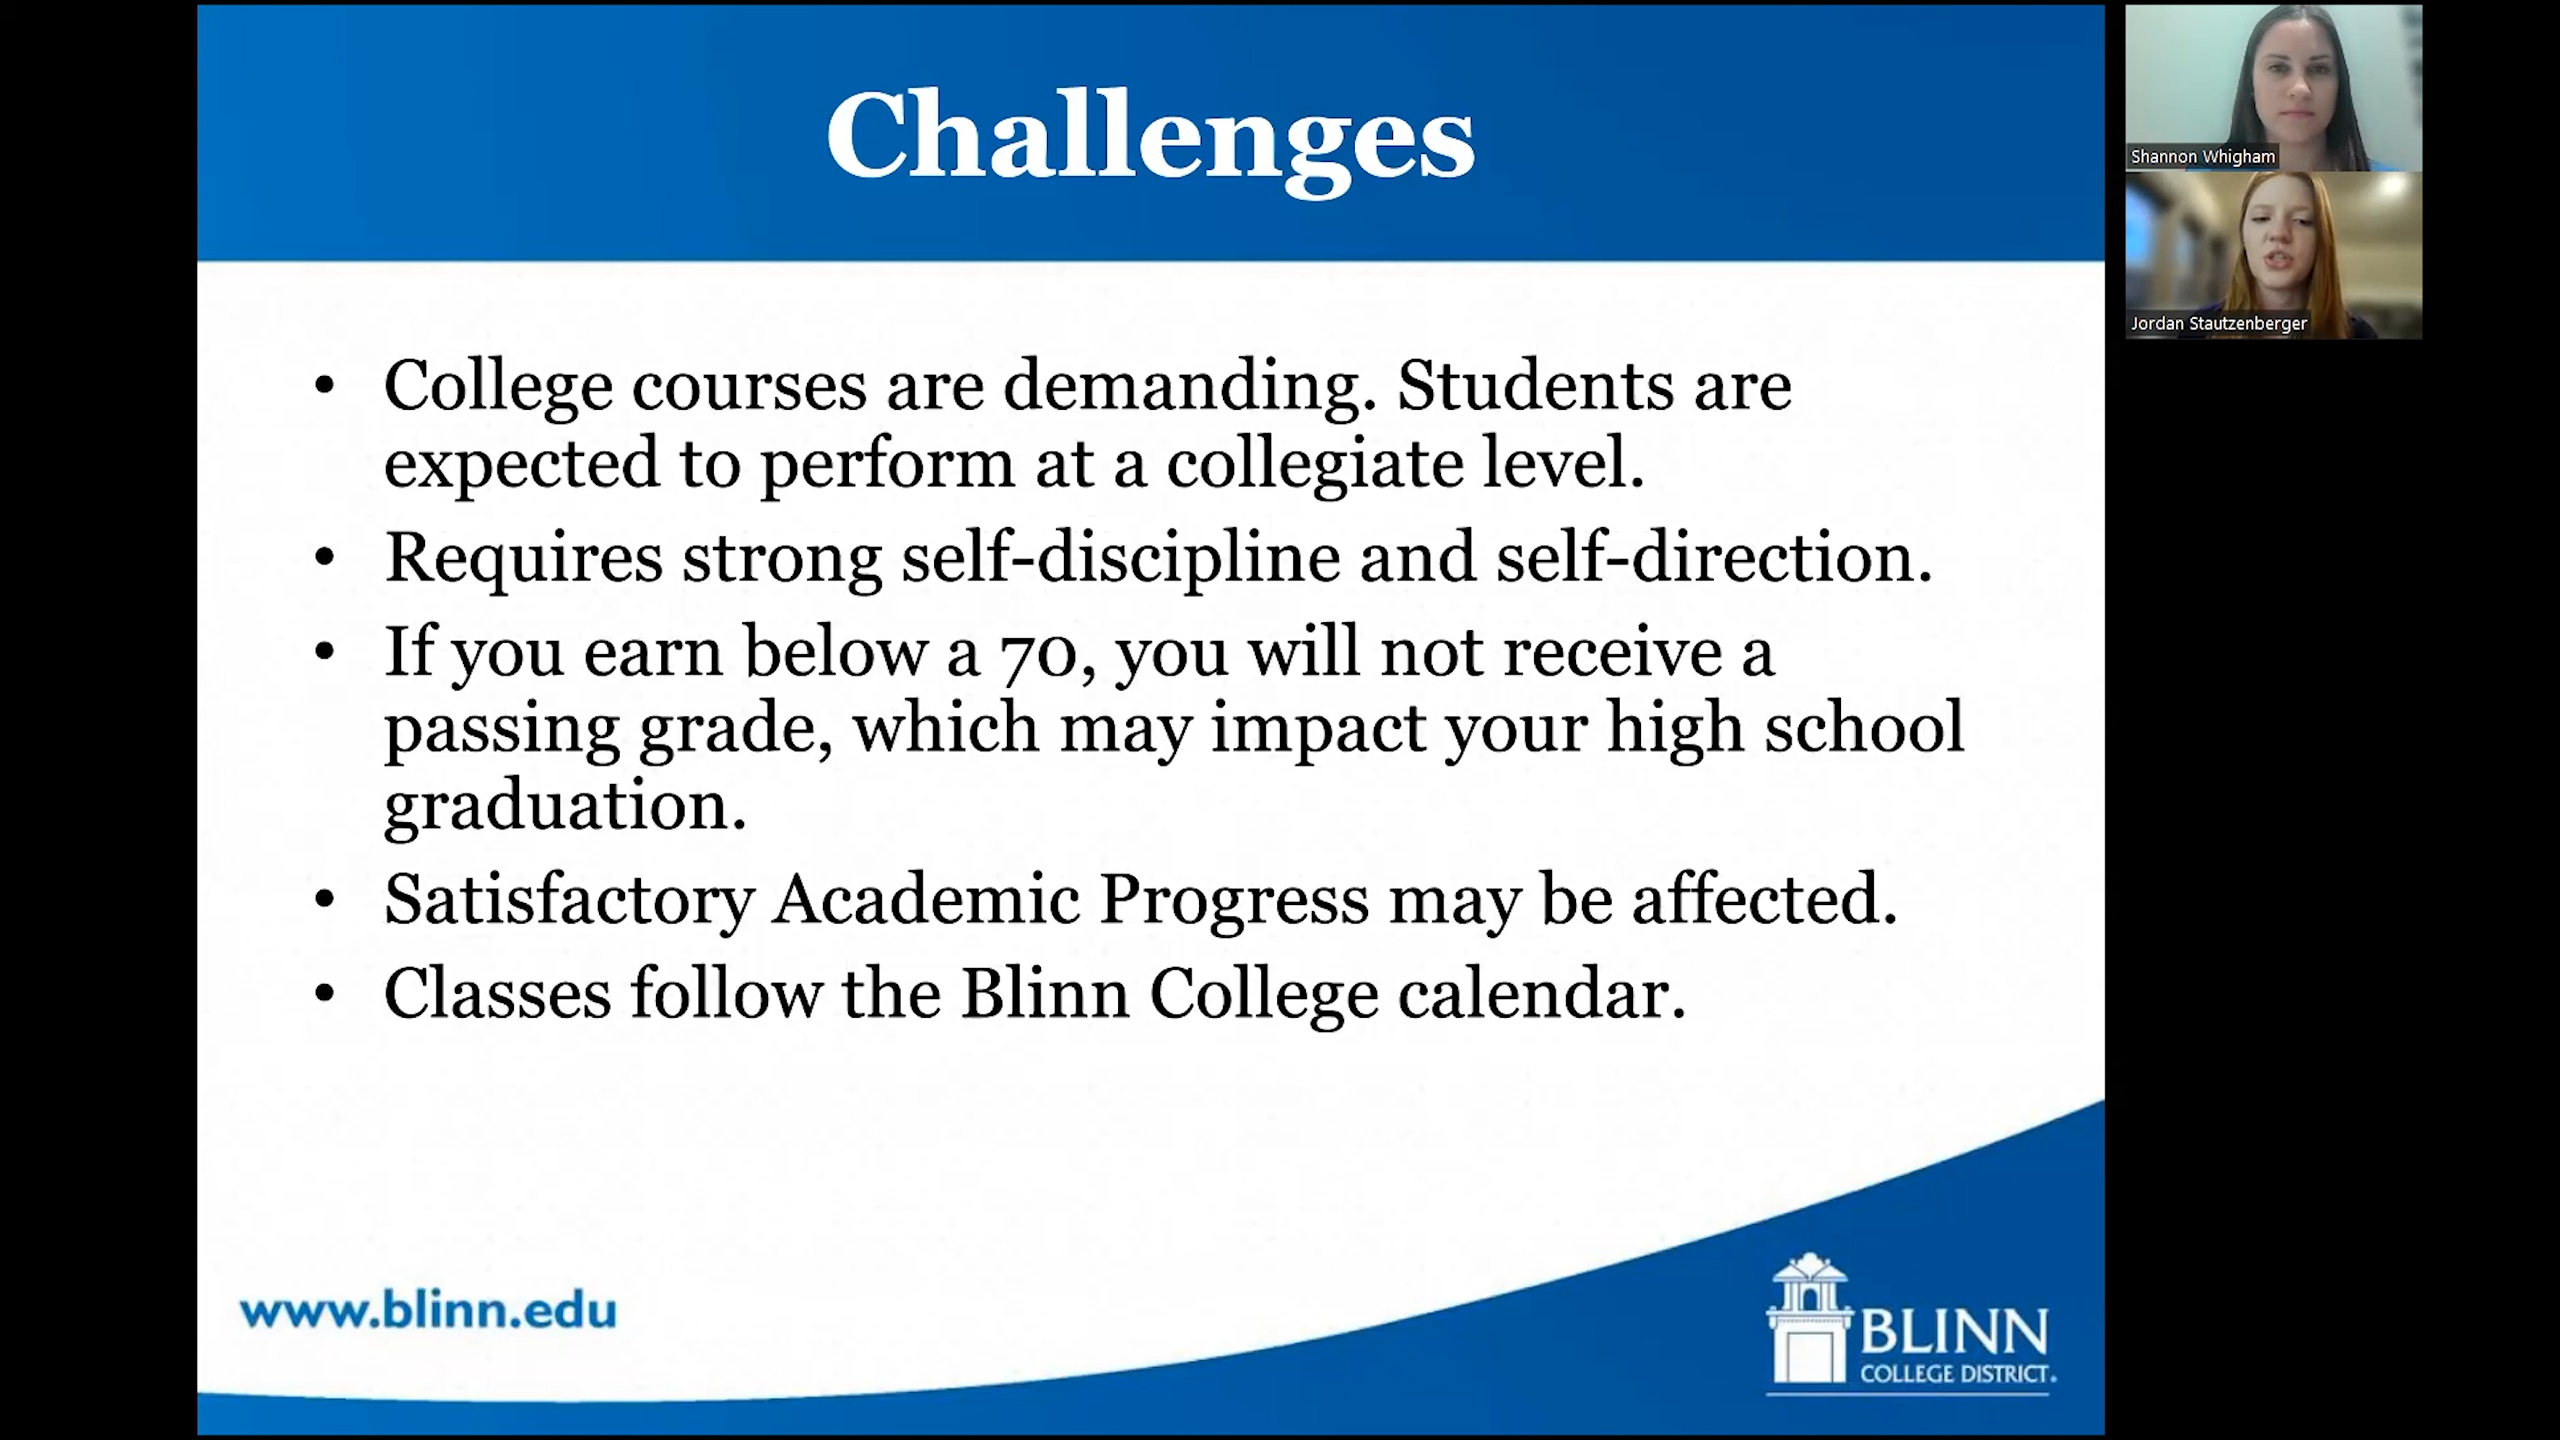 Challenges
• College courses are demanding. Students are
expected to perform at a collegiate level.
• Requires strong self-discipline and self-direction.
• If you earn below a 70, you will not receive a
passing grade, which may impact your high school
graduation.
• Satisfactory Academic Progress may be affected.
• Classes follow the Blinn College calendar.
www.blinn.edu
BLINN
COLLEGE DISTRICT.
Shannon Whigham
Jordan Stautzenberger